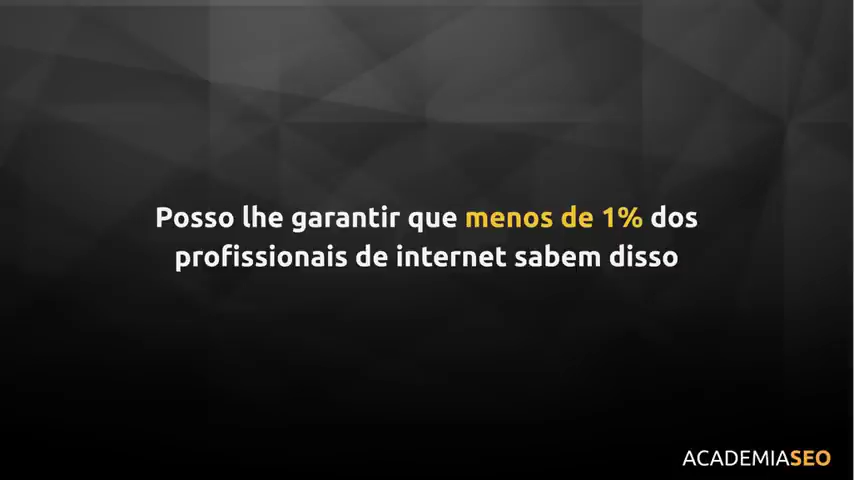 Posso lhe garantir que menos de 1% dos
profissionais de internet sabem disso
ACADEMIASEO